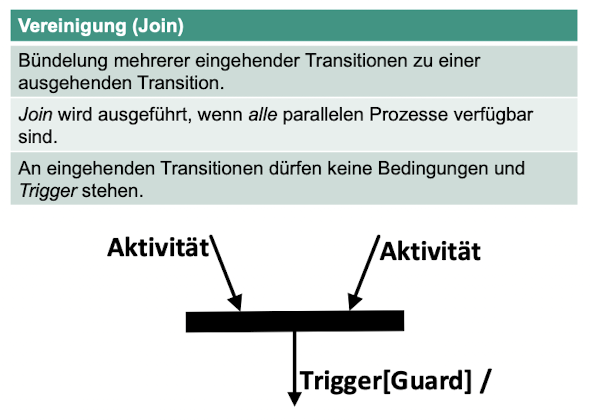 Vereinigung (Join)
Bündelung mehrerer eingehender Transitionen zu einer
ausgehenden Transition.
Join wird ausgeführt, wenn alle parallelen Prozesse verfügbar
sind.
An eingehenden Transitionen dürfen keine Bedingungen und
Trigger stehen.
Aktivität
Aktivität
Trigger[Guard] /